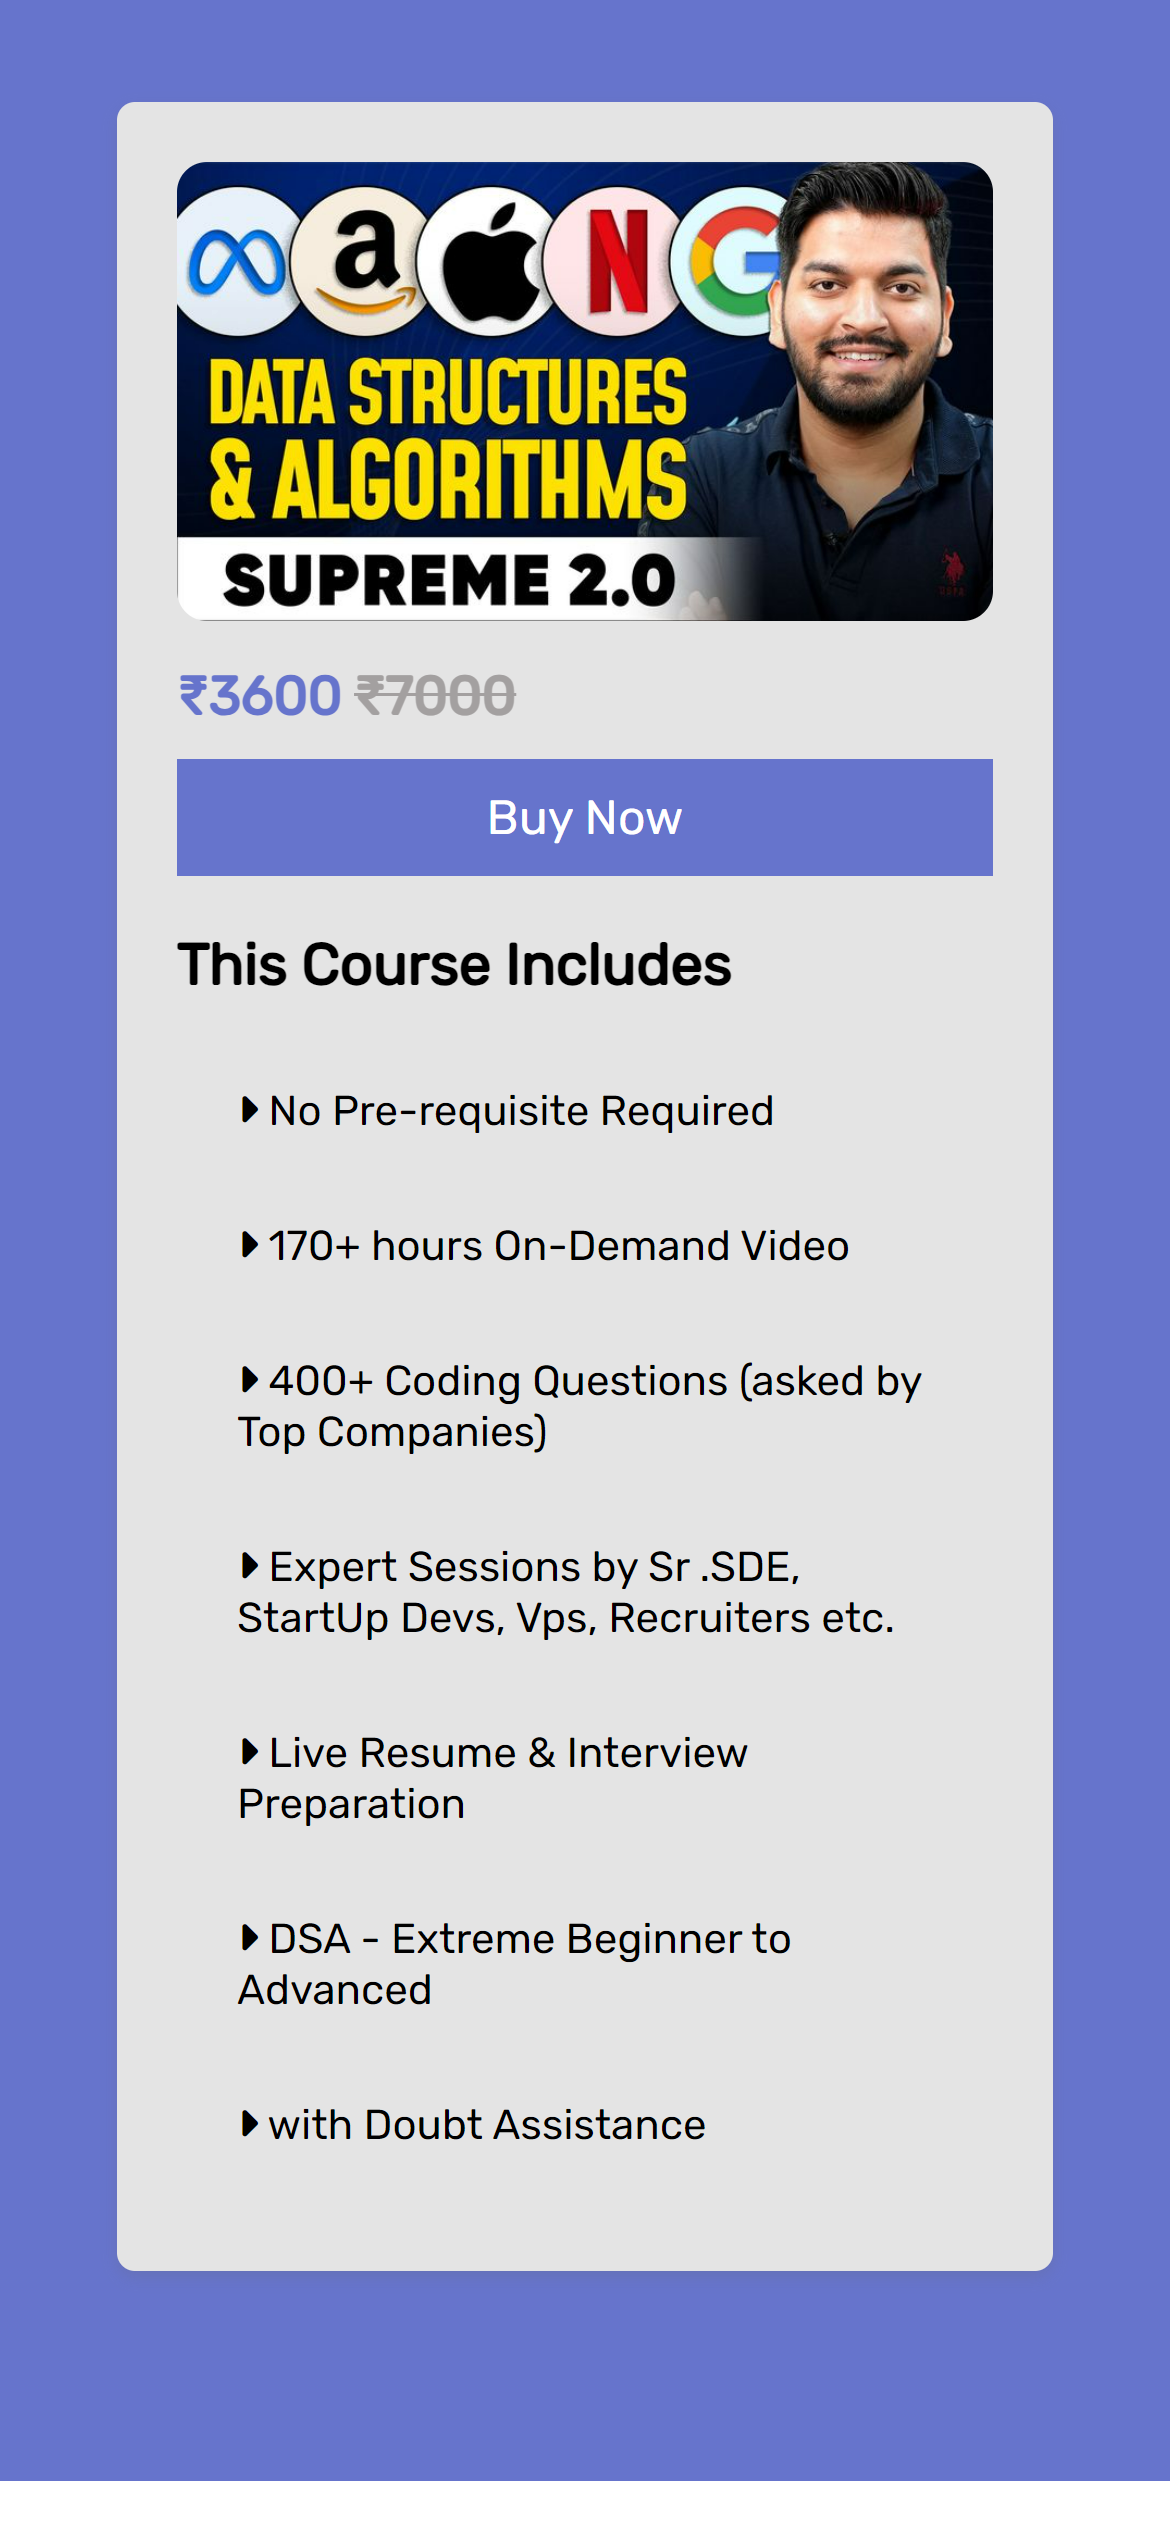 DATA STRUCTURES
& ALGORITHMS
SUPREME 2.0
₹3600 ₹7000
Buy Now
This Course Includes
No Pre-requisite Required
170+ hours On-Demand Video
400+ Coding Questions (asked by
Top Companies)
Expert Sessions by Sr .SDE,
StartUp Devs, Vps, Recruiters etc.
Live Resume & Interview
Preparation
DSA - Extreme Beginner to
Advanced
with Doubt Assistance